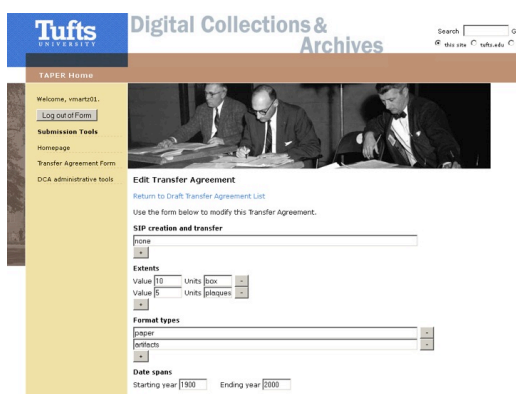 Tufts
UNIVERSITY
Digital Collections &
Archives
Search G
this site tufts.edu
TAPER Home
Welcome, vmartz01.
Log out of Form
Submission Tools
Homepage
Transfer Agreement Form
DCA administrative tools
Edit Transfer Agreement
Return to Draft Transfer Agreement List
Use the form below to modify this Transfer Agreement.
SIP creation and transfer
none
+
Extents
Value 10 Units box -
Value 5 Units plaques -
+
Format types
paper -
artifacts -
+
Date spans
Starting year 1900 Ending year 2000